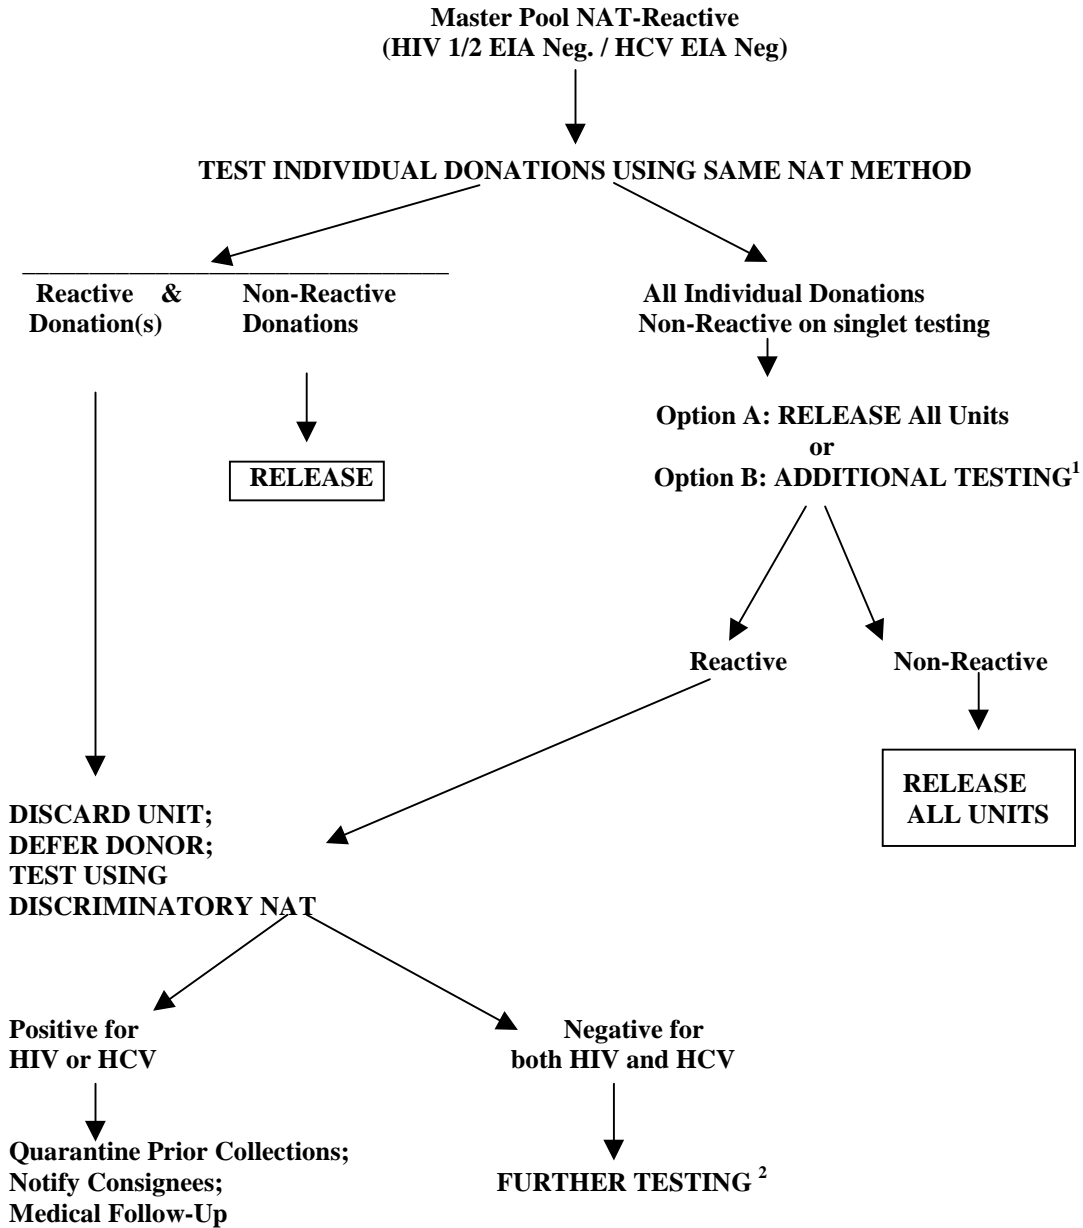 Master Pool NAT-Reactive
(HIV 1/2 EIA Neg. / HCV EIA Neg)
TEST INDIVIDUAL DONATIONS USING SAME NAT METHOD
Reactive & Non-Reactive
Donation(s) Donations
All Individual Donations
Non-Reactive on singlet testing
RELEASE
Option A: RELEASE All Units
or
Option B: ADDITIONAL TESTING1
Reactive
Non-Reactive
RELEASE
ALL UNITS
DISCARD UNIT;
DEFER DONOR;
TEST USING
DISCRIMINATORY NAT
Positive for
HIV or HCV
Negative for
both HIV and HCV
Quarantine Prior Collections;
Notify Consignees;
Medical Follow-Up
FURTHER TESTING 2